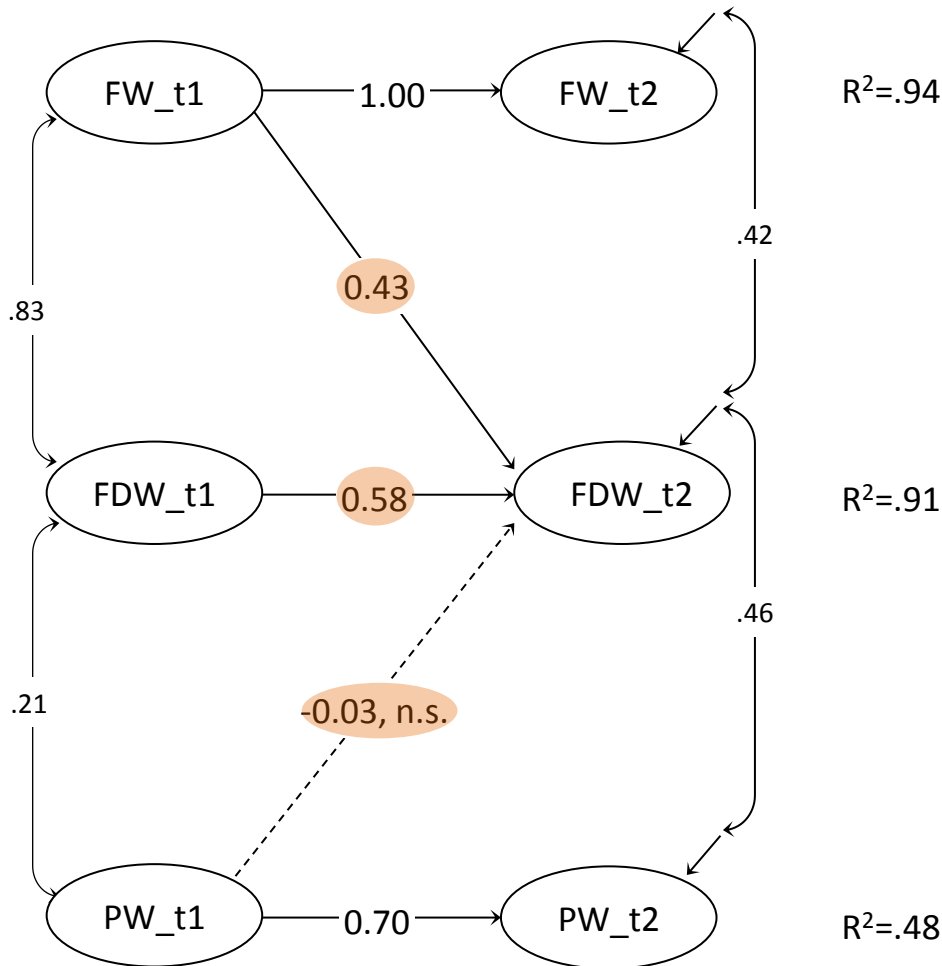 FW_t1 1.00 FW_t2 R²=.94
.42
0.43
.83
FDW_t1 0.58 FDW_t2 R²=.91
.46
.21
-0.03, n.s.
PW_t1 0.70 PW_t2 R²=.48